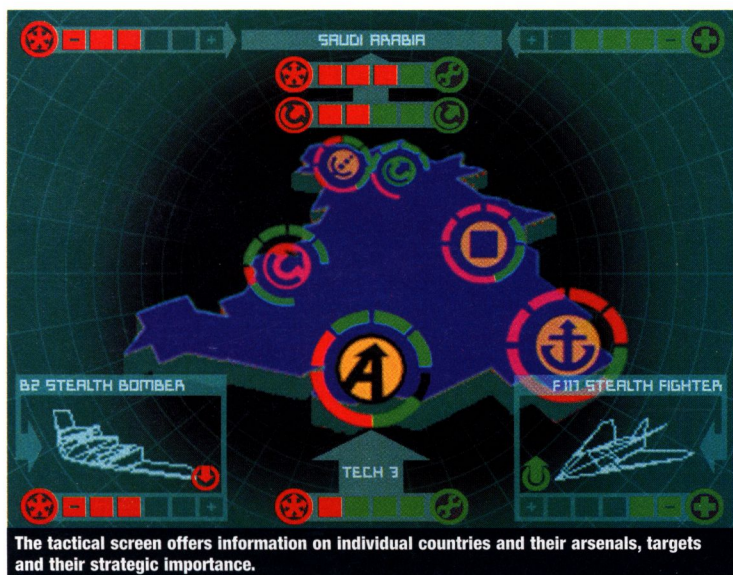 SAUDI ARABIA
B2 STEALTH BOMBER
F111 STEALTH FIGHTER
TECH 3
A
The tactical screen offers information on individual countries and their arsenals, targets
and their strategic importance.